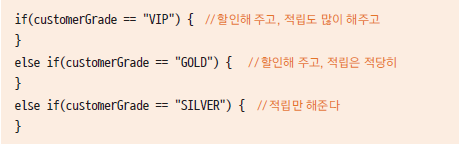 if(customerGrade == "VIP") { //할인해 주고, 적립도 많이 해주고
}
else if(customerGrade == "GOLD") { //할인해 주고, 적립은 적당히
}
else if(customerGrade == "SILVER") { //적립만 해준다
}